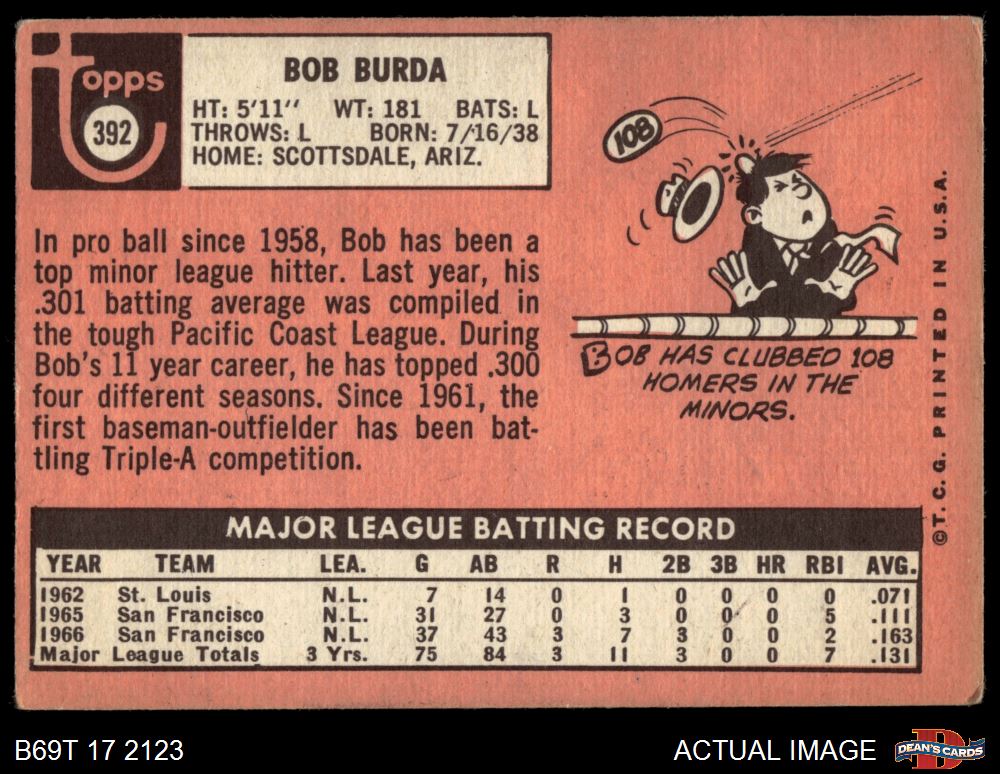 Topps
392
BOB BURDA
HT: 5'11" WT: 181 BATS: L
THROWS: L BORN: 7/16/38
HOME: SCOTTSDALE, ARIZ.
In pro ball since 1958, Bob has been a
top minor league hitter. Last year, his
.301 batting average was compiled in
the tough Pacific Coast League. During
Bob's 11 year career, he has topped .300
four different seasons. Since 1961, the
first baseman-outfielder has been bat-
tling Triple-A competition.
108
BOB HAS CLUBBED 108
HOMERS IN THE
MINORS.
©T. C. G. PRINTED IN U.S.A.
MAJOR LEAGUE BATTING RECORD
YEAR TEAM LEA. G AB R H 2B 3B HR RBI AVG.
1962 St. Louis N.L. 7 14 0 1 0 0 0 0 .071
1965 San Francisco N.L. 31 27 0 3 0 0 0 5 .111
1966 San Francisco N.L. 37 43 3 7 3 0 0 2 .163
Major League Totals 3 Yrs. 75 84 3 11 3 0 0 7 .131
B69T 17 2123
ACTUAL IMAGE
D
DEAN'S CARDS